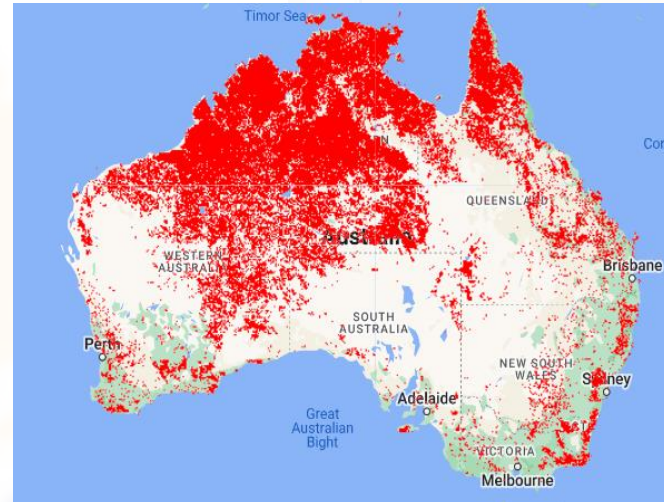 Timor Sea
QUEENSLAND
Australia
WESTERN
AUSTRALI
Brisbane
SOUTH
AUSTRALIA
Perth
NEW SOUTH
WALES
Sydney
Adelaide
Great
Australian
Bight
VICTORIA
Melbourne